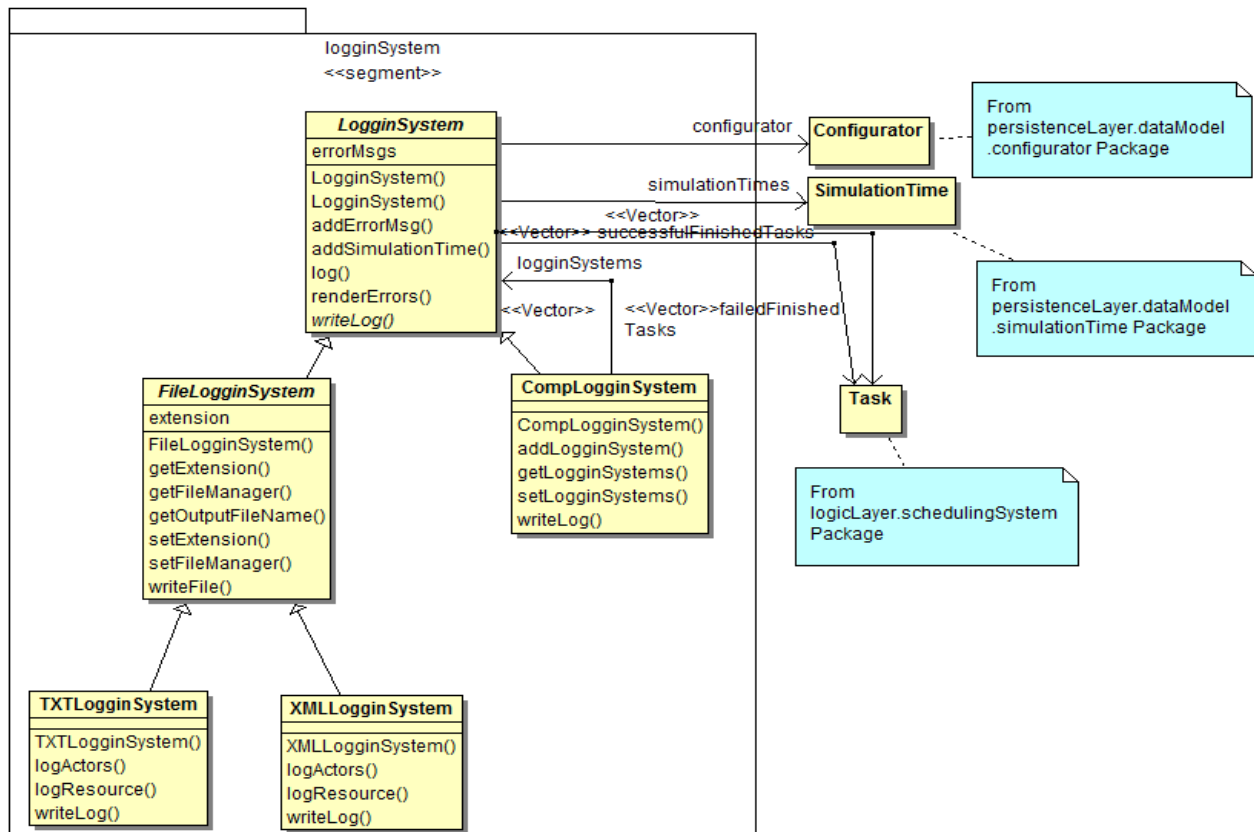 logginSystem
<<segment>>
LogginSystem
errorMsgs
LogginSystem()
LogginSystem()
addErrorMsg()
addSimulationTime()
log()
renderErrors()
writeLog()
configurator
Configurator
From
persistenceLayer.dataModel
.configurator Package
simulationTimes
SimulationTime
<<Vector>>
<<Vector>> successfulFinishedTasks
From
persistenceLayer.dataModel
.simulationTime Package
logginSystems
<<Vector>>
<<Vector>>failedFinished
Tasks
FileLogginSystem
extension
FileLogginSystem()
getExtension()
getFileManager()
getOutputFileName()
setExtension()
setFileManager()
writeFile()
CompLogginSystem
CompLogginSystem()
addLogginSystem()
getLogginSystems()
setLogginSystems()
writeLog()
Task
From
logicLayer.schedulingSystem
Package
TXTLogginSystem
TXTLogginSystem()
logActors()
logResource()
writeLog()
XMLLogginSystem
XMLLogginSystem()
logActors()
logResource()
writeLog()